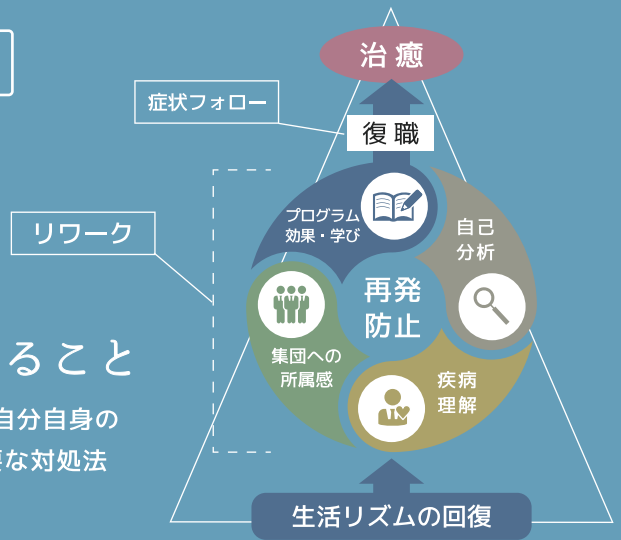 治癒
症状フォロー
復職
プログラム
効果・学び
自己
分析
リワーク
再発
防止
集団への
所属感
疾病
理解
ること
自分自身の
な対処法
生活リズムの回復